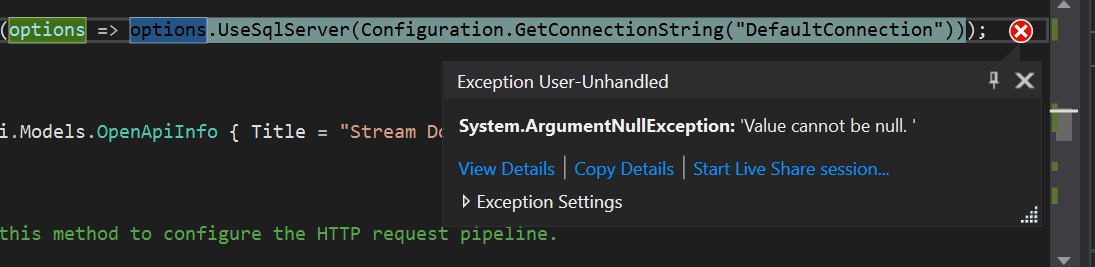 (options => options.UseSqlServer(Configuration.GetConnectionString("DefaultConnection")));
Exception User-Unhandled
System.ArgumentNullException: 'Value cannot be null. '
i.Models.OpenApiInfo { Title = "Stream Do
View Details | Copy Details | Start Live Share session...
Exception Settings
this method to configure the HTTP request pipeline.